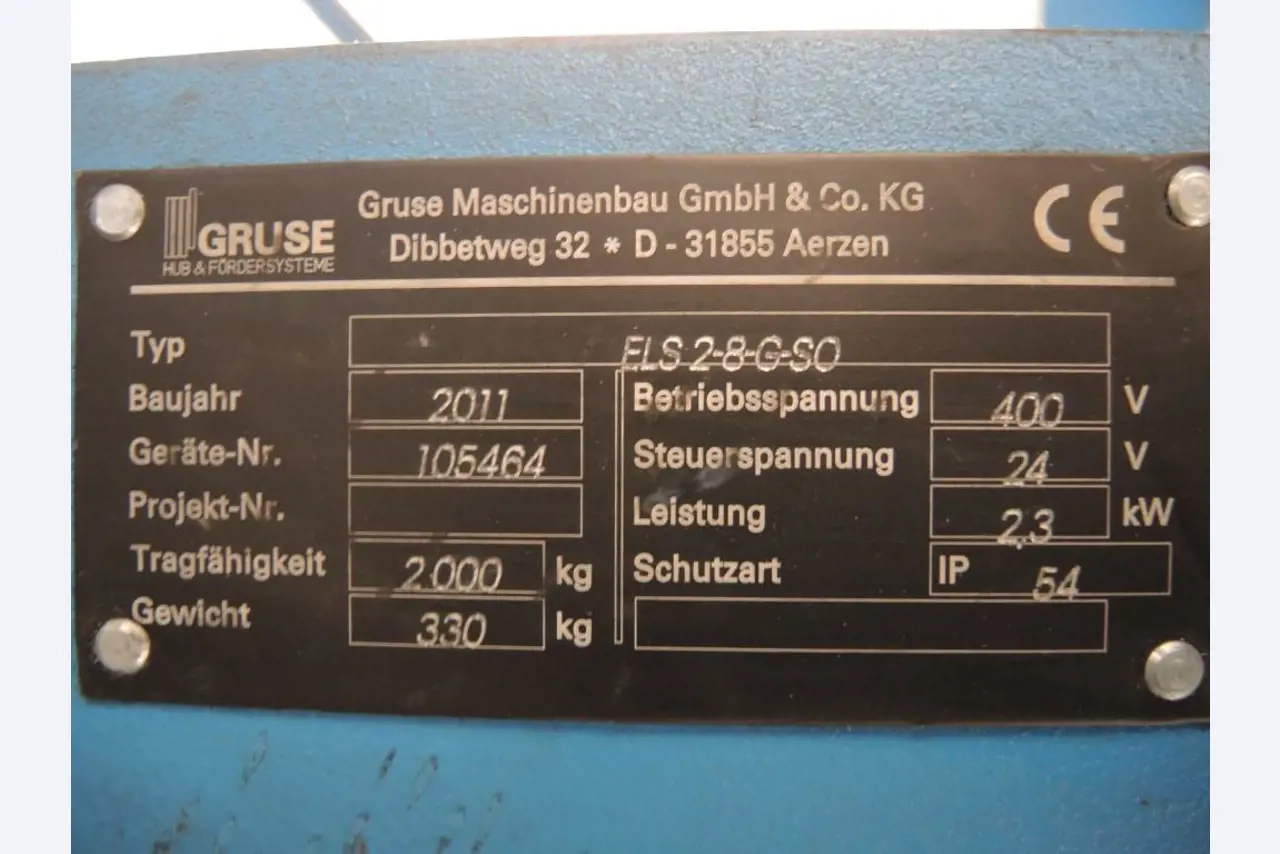 GRUSE
HUB & FÖRDERSYSTEME
Gruse Maschinenbau GmbH & Co. KG
Dibbetweg 32 * D - 31855 Aerzen
CE
Typ ELS 2-8-G-SO
Baujahr 2011
Geräte-Nr. 105464
Projekt-Nr.
Tragfähigkeit 2.000 kg
Gewicht 330 kg
Betriebsspannung 400 V
Steuerspannung 24 V
Leistung 2,3 kW
Schutzart IP 54